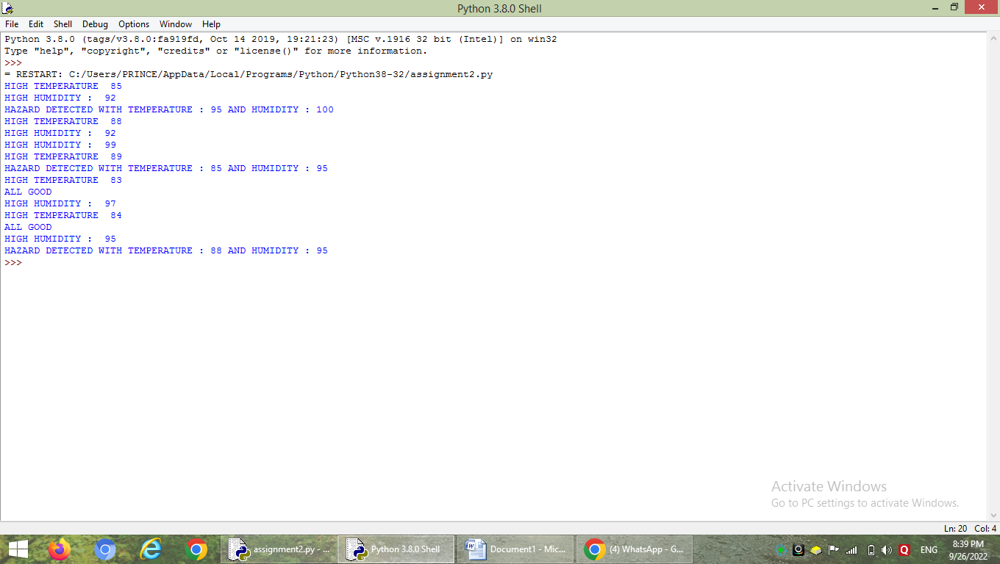 Python 3.8.0 Shell
File Edit Shell Debug Options Window Help
Python 3.8.0 (tags/v3.8.0:fa919fd, Oct 14 2019, 19:21:23) [MSC v.1916 32 bit (Intel)] on win32
Type "help", "copyright", "credits" or "license()" for more information.
>>>
= RESTART: C:/Users/PRINCE/AppData/Local/Programs/Python/Python38-32/assignment2.py
HIGH TEMPERATURE  85
HIGH HUMIDITY :  92
HAZARD DETECTED WITH TEMPERATURE : 95 AND HUMIDITY : 100
HIGH TEMPERATURE  88
HIGH HUMIDITY :  92
HIGH HUMIDITY :  99
HIGH TEMPERATURE  89
HAZARD DETECTED WITH TEMPERATURE : 85 AND HUMIDITY : 95
HIGH TEMPERATURE  83
ALL GOOD
HIGH HUMIDITY :  97
HIGH TEMPERATURE  84
ALL GOOD
HIGH HUMIDITY :  95
HAZARD DETECTED WITH TEMPERATURE : 88 AND HUMIDITY : 95
>>>
Activate Windows
Go to PC settings to activate Windows.
Ln: 20 Col: 4
assignment2.py - ... Python 3.8.0 Shell Document1 - Mic... (4) WhatsApp - G... ENG 8:39 PM
9/26/2022